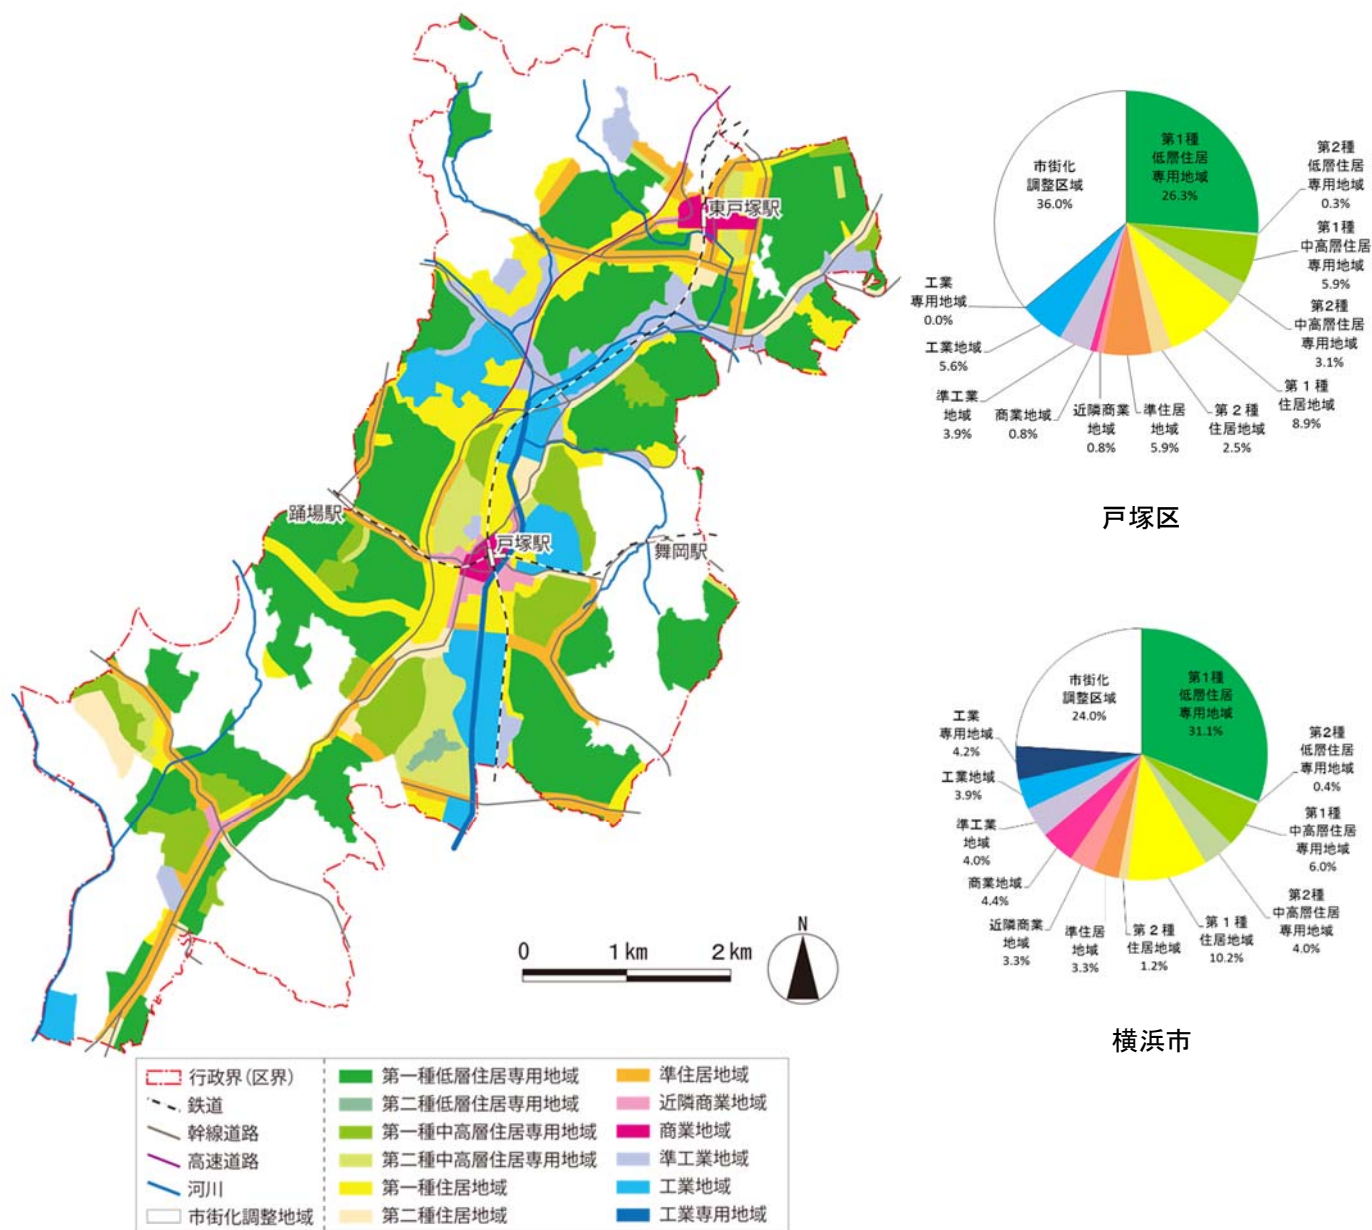 東戸塚駅
踊場駅
戸塚駅
舞岡駅
0
1 km
2 km
N
行政界(区界)
鉄道
幹線道路
高速道路
河川
市街化調整地域
第一種低層住居専用地域
第二種低層住居専用地域
第一種中高層住居専用地域
第二種中高層住居専用地域
第一種住居地域
第二種住居地域
準住居地域
近隣商業地域
商業地域
準工業地域
工業地域
工業専用地域
市街化
調整区域
36.0%
第1種
低層住居
専用地域
26.3%
第2種
低層住居
専用地域
0.3%
第1種
中高層住居
専用地域
5.9%
第2種
中高層住居
専用地域
3.1%
第1種
住居地域
8.9%
第2種
住居地域
2.5%
準住居
地域
5.9%
近隣商業
地域
0.8%
商業地域
0.8%
準工業
地域
3.9%
工業地域
5.6%
工業
専用地域
0.0%
戸塚区
市街化
調整区域
24.0%
第1種
低層住居
専用地域
31.1%
第2種
低層住居
専用地域
0.4%
第1種
中高層住居
専用地域
6.0%
第2種
中高層住居
専用地域
4.0%
第1種
住居地域
10.2%
第2種
住居地域
1.2%
準住居
地域
3.3%
近隣商業
地域
3.3%
商業地域
4.4%
準工業
地域
4.0%
工業地域
3.9%
工業
専用地域
4.2%
横浜市